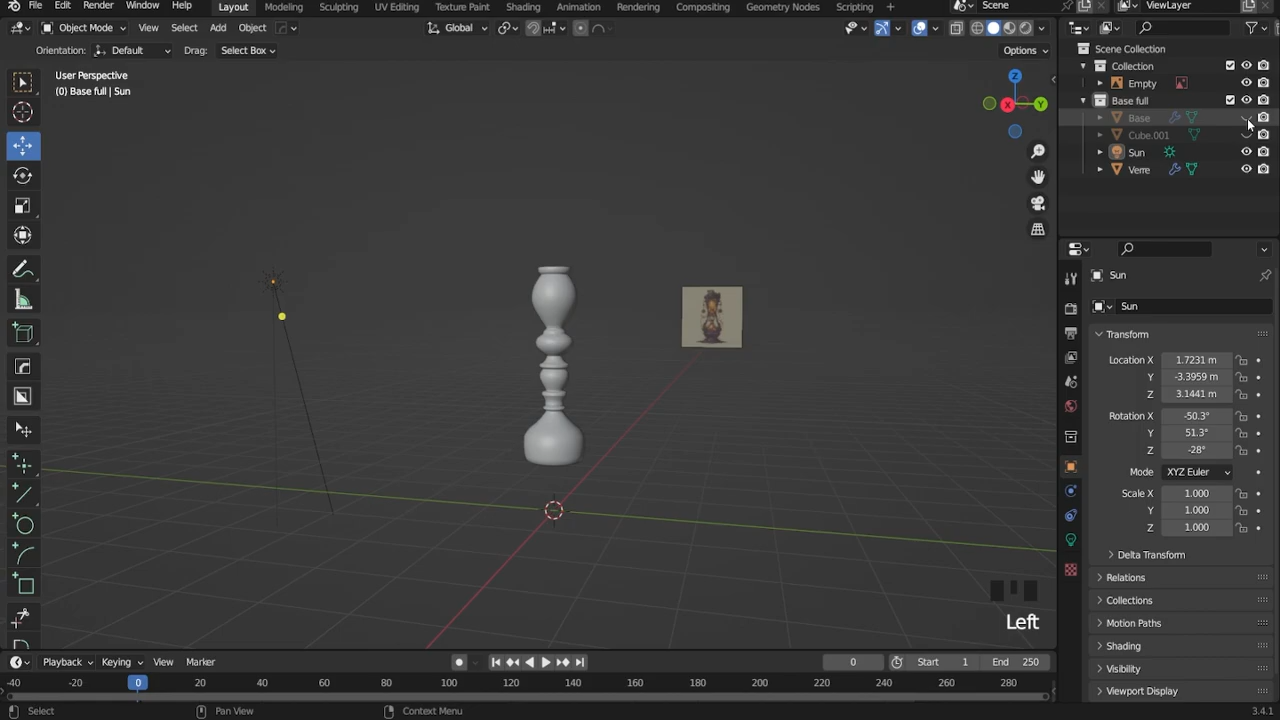 File Edit Render Window Help Layout Modeling Sculpting UV Editing Texture Paint Shading Animation Rendering Compositing Geometry Nodes Scripting Scene ViewLayer
Object Mode View Select Add Object Global Options
Orientation: Default Drag: Select Box Options
User Perspective
(0) Base full | Sun
Z
X
Y
Scene Collection
Collection
Empty
Base full
Base
Cube.001
Sun
Verre
Sun
Sun
Transform
Location X 1.7231 m
Y -3.3959 m
Z 3.1441 m
Rotation X -50.3°
Y 51.3°
Z -28°
Mode XYZ Euler
Scale X 1.000
Y 1.000
Z 1.000
Delta Transform
Relations
Collections
Motion Paths
Shading
Visibility
Viewport Display
Left
Playback Keying View Marker 0 Start 1 End 250
-40 -20 0 20 40 60 80 100 120 140 160 180 200 220 240 260 280
Select Pan View Context Menu 3.4.1